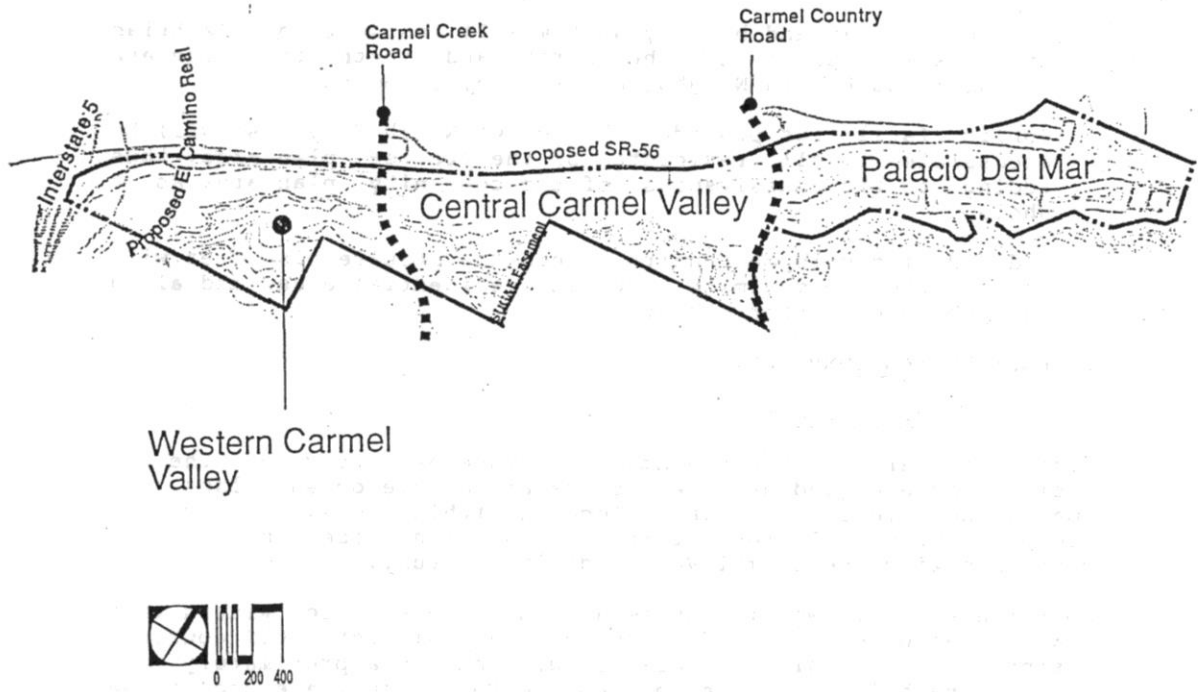 Carmel Creek
Road
Carmel Country
Road
Interstate 5
Proposed El Camino Real
Proposed SR-56
Central Carmel Valley
Palacio Del Mar
Easement
Western Carmel
Valley
0 200 400